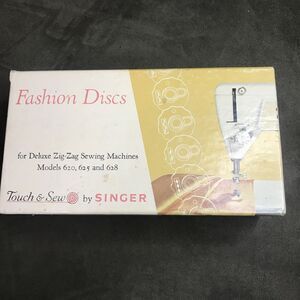 Fashion Discs
for Deluxe Zig-Zag Sewing Machines
Models 620, 625 and 628
Touch & Sew by SINGER